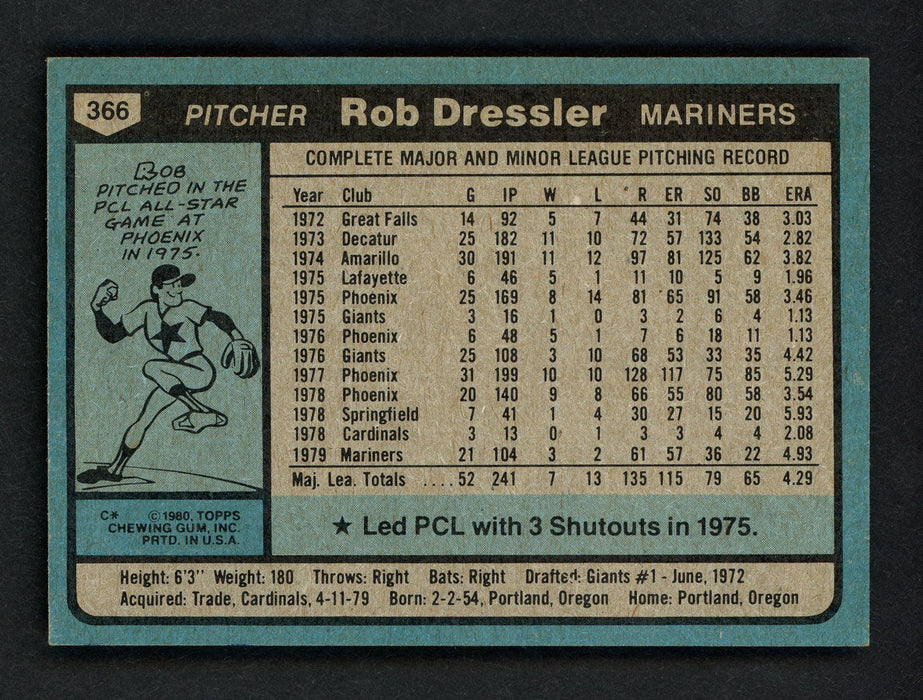 366 PITCHER Rob Dressler MARINERS
BOB
PITCHED IN THE
PCL ALL-STAR
GAME AT
PHOENIX
IN 1975.
COMPLETE MAJOR AND MINOR LEAGUE PITCHING RECORD
Year Club G IP W L R ER SO BB ERA
1972 Great Falls 14 92 5 7 44 31 74 38 3.03
1973 Decatur 25 182 11 10 72 57 133 54 2.82
1974 Amarillo 30 191 11 12 97 81 125 62 3.82
1975 Lafayette 6 46 5 1 11 10 5 9 1.96
1975 Phoenix 25 169 8 14 81 65 91 58 3.46
1975 Giants 3 16 1 0 3 2 6 4 1.13
1976 Phoenix 6 48 5 1 7 6 18 11 1.13
1976 Giants 25 108 3 10 68 53 33 35 4.42
1977 Phoenix 31 199 10 10 128 117 75 85 5.29
1978 Phoenix 20 140 9 8 66 55 80 58 3.54
1978 Springfield 7 41 1 4 30 27 15 20 5.93
1978 Cardinals 3 13 0 1 3 3 4 4 2.08
1979 Mariners 21 104 3 2 61 57 36 22 4.93
Maj. Lea. Totals ....52 241 7 13 135 115 79 65 4.29
C* © 1980, TOPPS
CHEWING GUM, INC.
PRTD. IN U.S.A.
★ Led PCL with 3 Shutouts in 1975.
Height: 6'3" Weight: 180 Throws: Right Bats: Right Drafted: Giants #1 - June, 1972
Acquired: Trade, Cardinals, 4-11-79 Born: 2-2-54, Portland, Oregon Home: Portland, Oregon